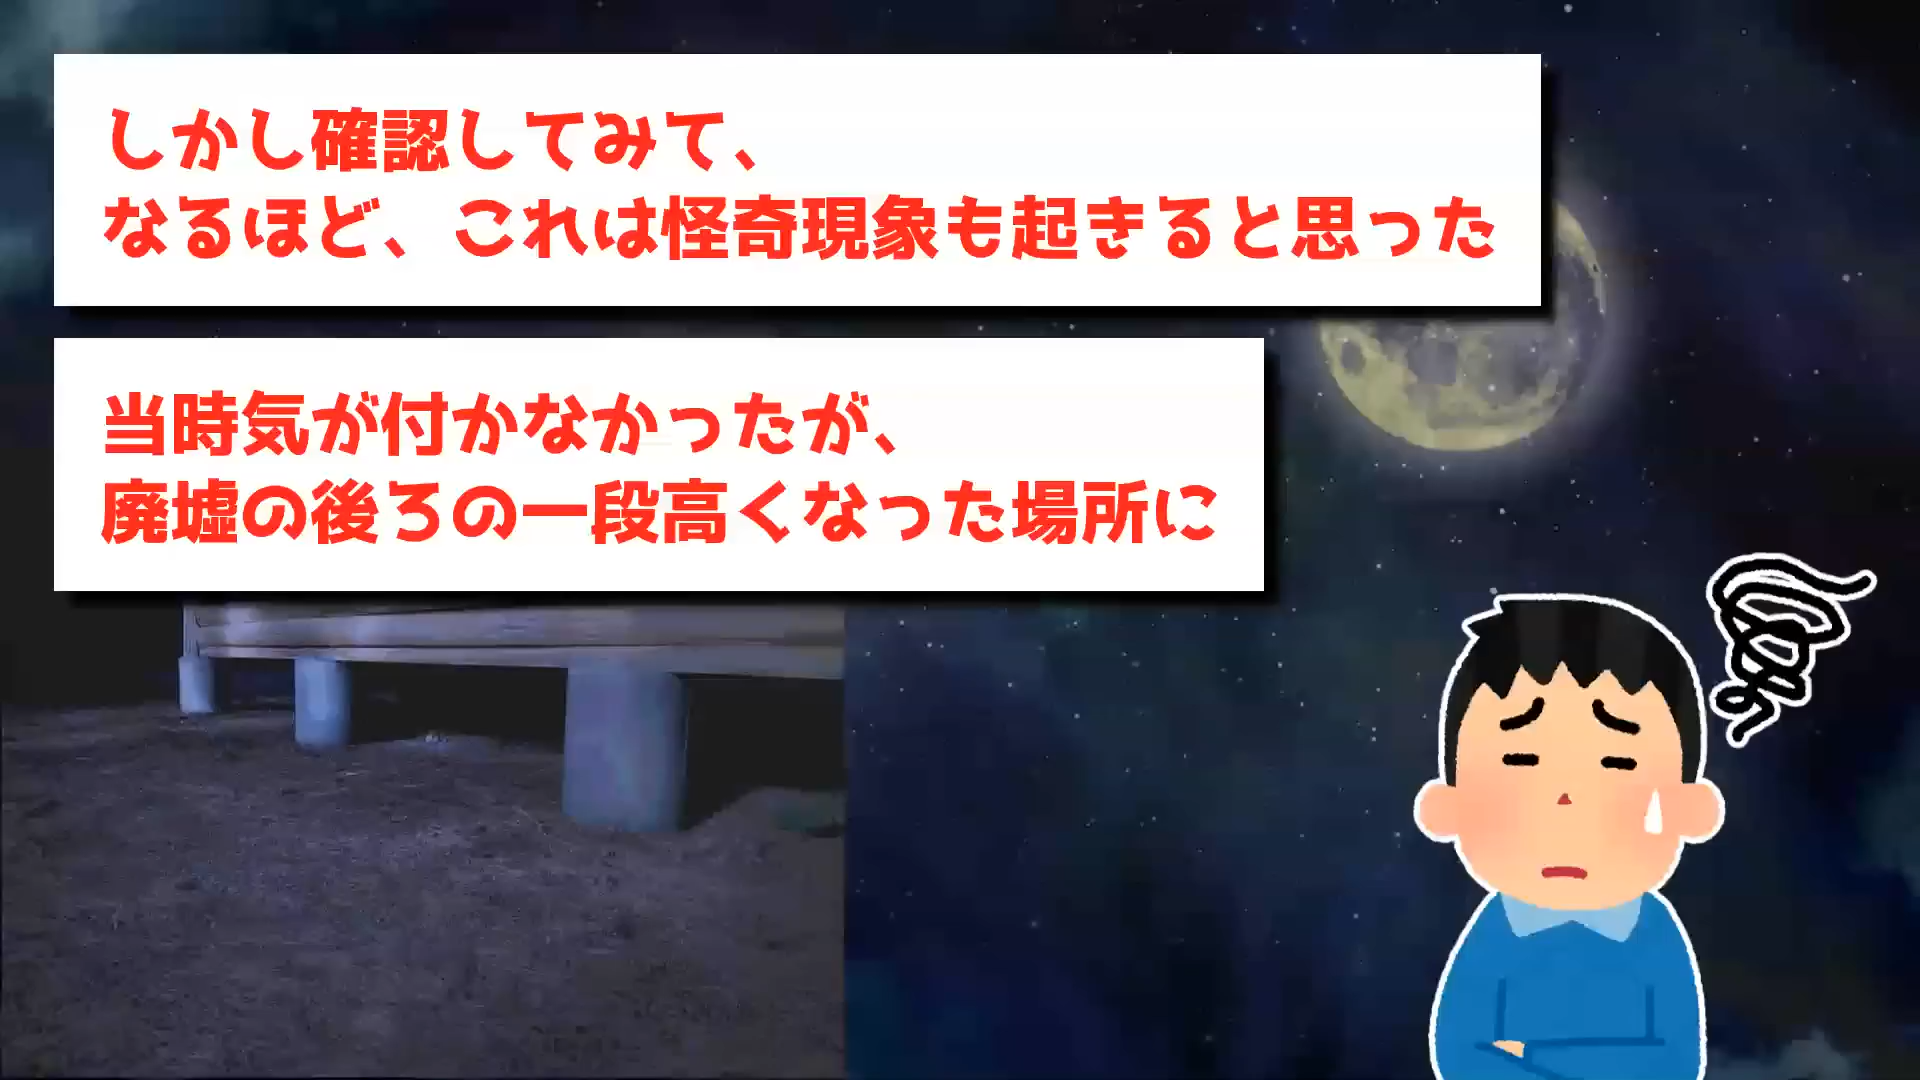 しかし確認してみて、
なるほど、これは怪奇現象も起きると思った
当時気が付かなかったが、
廃墟の後ろの一段高くなった場所に